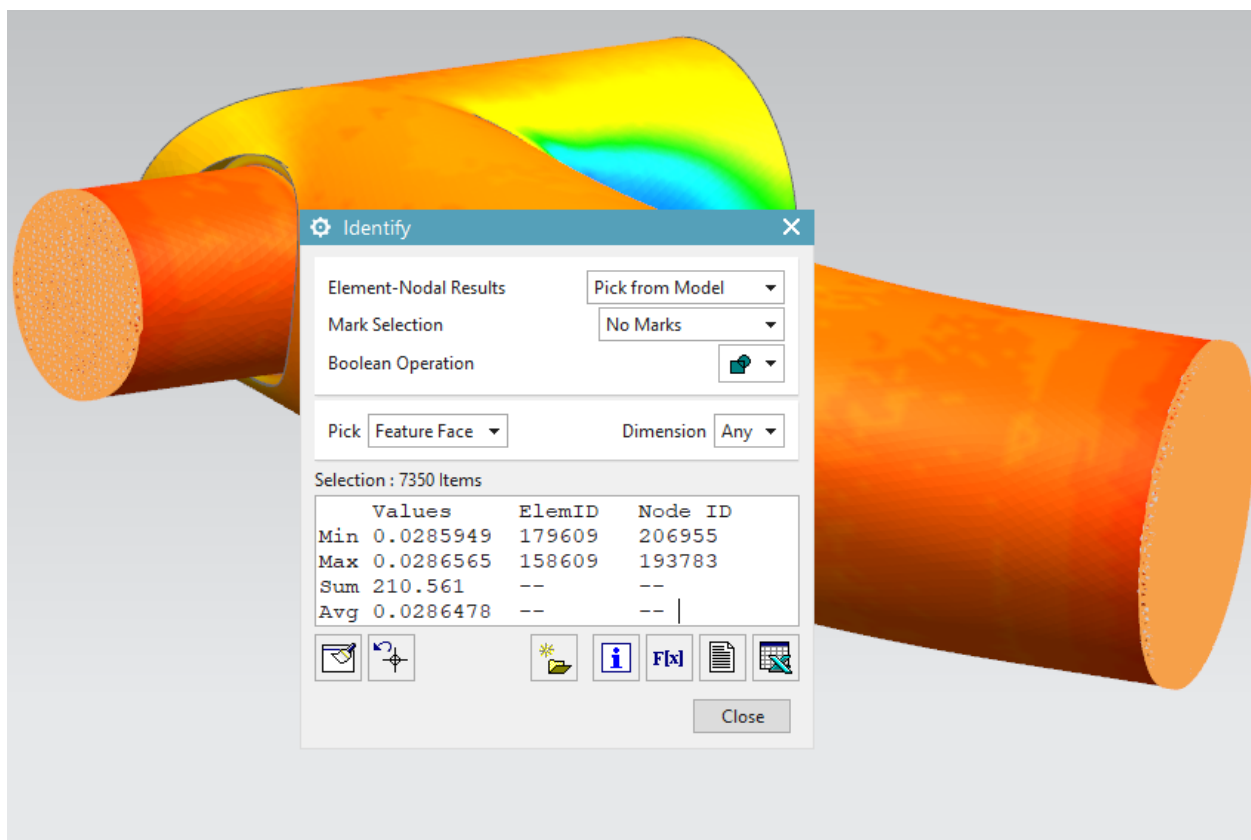 Identify
Element-Nodal Results Pick from Model
Mark Selection No Marks
Boolean Operation
Pick Feature Face Dimension Any
Selection : 7350 Items
Values ElemID Node ID
Min 0.0285949 179609 206955
Max 0.0286565 158609 193783
Sum 210.561 -- --
Avg 0.0286478 -- --
i F[x]
Close